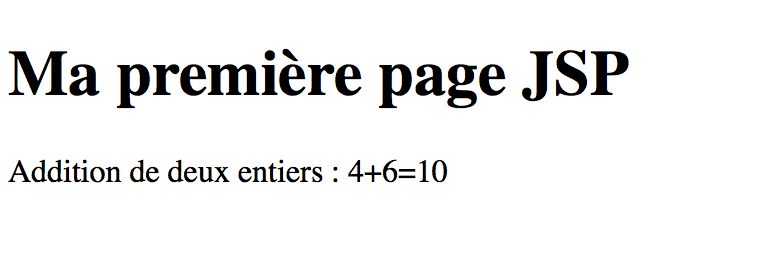 Ma première page JSP
Addition de deux entiers : 4+6=10